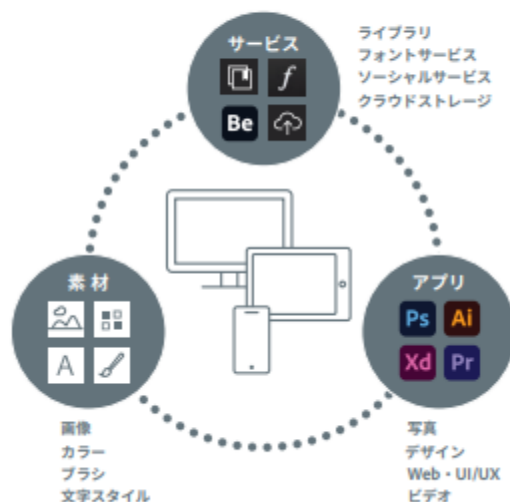 サービス
f
Be
ライブラリ
フォントサービス
ソーシャルサービス
クラウドストレージ
素材
A
画像
カラー
ブラシ
文字スタイル
アプリ
Ps Ai
Xd Pr
写真
デザイン
Web・UI/UX
ビデオ